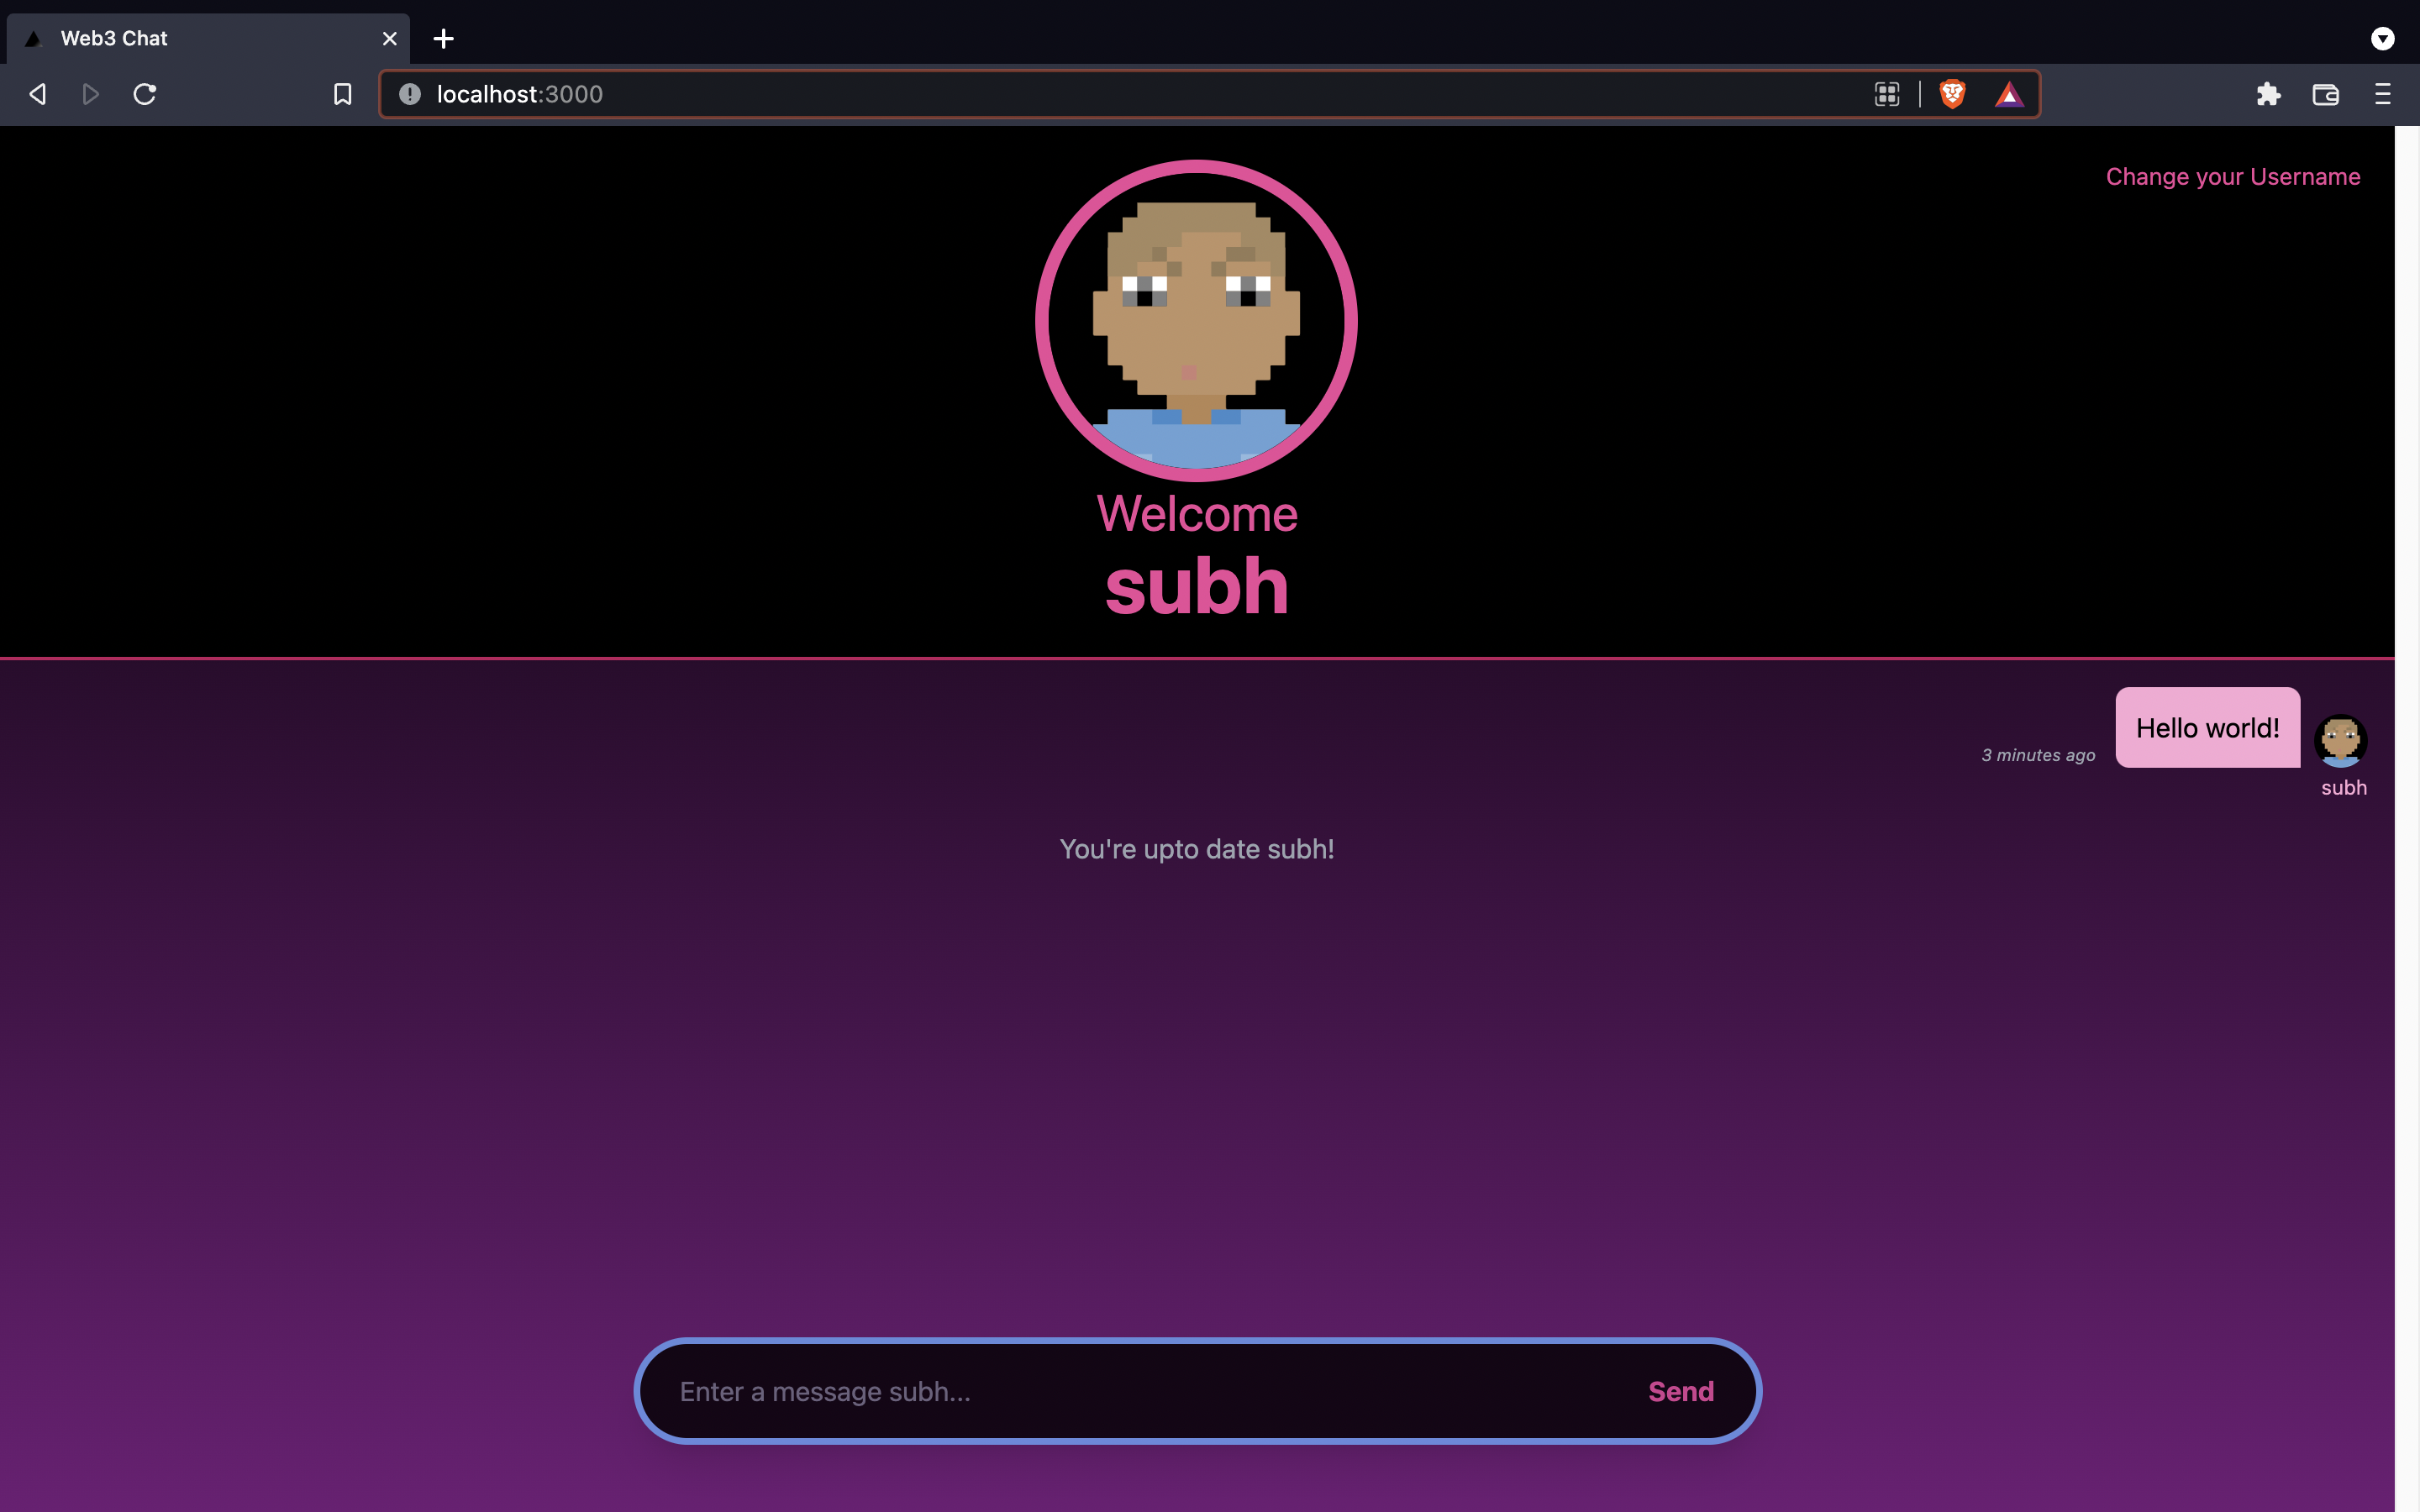 Web3 Chat
localhost:3000
Change your Username
Welcome
subh
Hello world!
3 minutes ago
subh
You're upto date subh!
Enter a message subh...
Send